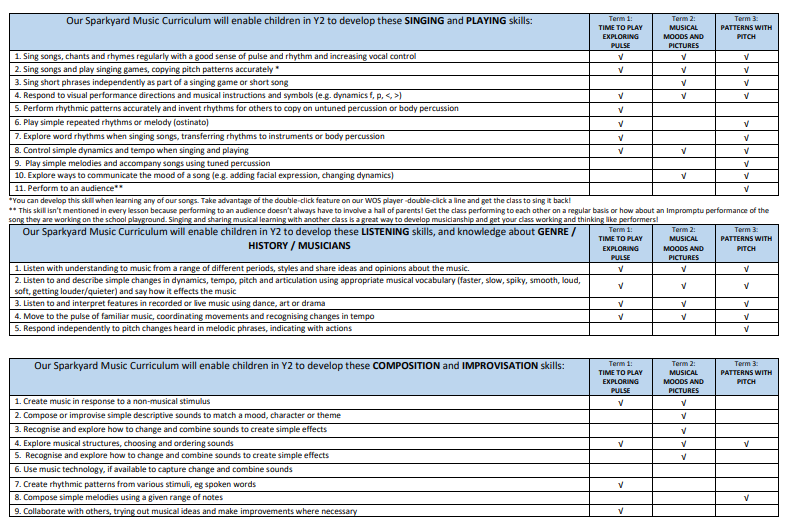 Our Sparkyard Music Curriculum will enable children in Y2 to develop these SINGING and PLAYING skills:
Term 1:
TIME TO PLAY
EXPLORING
PULSE
Term 2:
MUSICAL
MOODS AND
PICTURES
Term 3:
PATTERNS WITH
PITCH
1. Sing songs, chants and rhymes regularly with a good sense of pulse and rhythm and increasing vocal control √ √ √
2. Sing songs and play singing games, copying pitch patterns accurately * √ √ √
3. Sing short phrases independently as part of a singing game or short song √ √
4. Respond to visual performance directions and musical instructions and symbols (e.g. dynamics f, p, <, >) √ √ √
5. Perform rhythmic patterns accurately and invent rhythms for others to copy on untuned percussion or body percussion √
6. Play simple repeated rhythms or melody (ostinato) √ √
7. Explore word rhythms when singing songs, transferring rhythms to instruments or body percussion √ √
8. Control simple dynamics and tempo when singing and playing √ √ √
9. Play simple melodies and accompany songs using tuned percussion √
10. Explore ways to communicate the mood of a song (e.g. adding facial expression, changing dynamics) √ √
11. Perform to an audience** √
*You can develop this skill when learning any of our songs. Take advantage of the double-click feature on our WOS player -double-click a line and get the class to sing it back!
** This skill isn't mentioned in every lesson because performing to an audience doesn't always have to involve a hall of parents! Get the class performing to each other on a regular basis or how about an Impromptu performance of the
song they are working on the school playground. Singing and sharing musical learning with another class is a great way to develop musicianship and get your class working and thinking like performers!
Our Sparkyard Music Curriculum will enable children in Y2 to develop these LISTENING skills, and knowledge about GENRE /
HISTORY / MUSICIANS
Term 1:
TIME TO PLAY
EXPLORING
PULSE
Term 2:
MUSICAL
MOODS AND
PICTURES
Term 3:
PATTERNS WITH
PITCH
1. Listen with understanding to music from a range of different periods, styles and share ideas and opinions about the music. √ √ √
2. Listen to and describe simple changes in dynamics, tempo, pitch and articulation using appropriate musical vocabulary (faster, slow, spiky, smooth, loud,
soft, getting louder/quieter) and say how it effects the music √ √ √
3. Listen to and interpret features in recorded or live music using dance, art or drama √ √ √
4. Move to the pulse of familiar music, coordinating movements and recognising changes in tempo √ √ √
5. Respond independently to pitch changes heard in melodic phrases, indicating with actions √
Our Sparkyard Music Curriculum will enable children in Y2 to develop these COMPOSITION and IMPROVISATION skills:
Term 1:
TIME TO PLAY
EXPLORING
PULSE
Term 2:
MUSICAL
MOODS AND
PICTURES
Term 3:
PATTERNS WITH
PITCH
1. Create music in response to a non-musical stimulus √ √
2. Compose or improvise simple descriptive sounds to match a mood, character or theme √
3. Recognise and explore how to change and combine sounds to create simple effects √
4. Explore musical structures, choosing and ordering sounds √ √ √
5. Recognise and explore how to change and combine sounds to create simple effects √
6. Use music technology, if available to capture change and combine sounds
7. Create rhythmic patterns from various stimuli, eg spoken words √
8. Compose simple melodies using a given range of notes √
9. Collaborate with others, trying out musical ideas and make improvements where necessary √